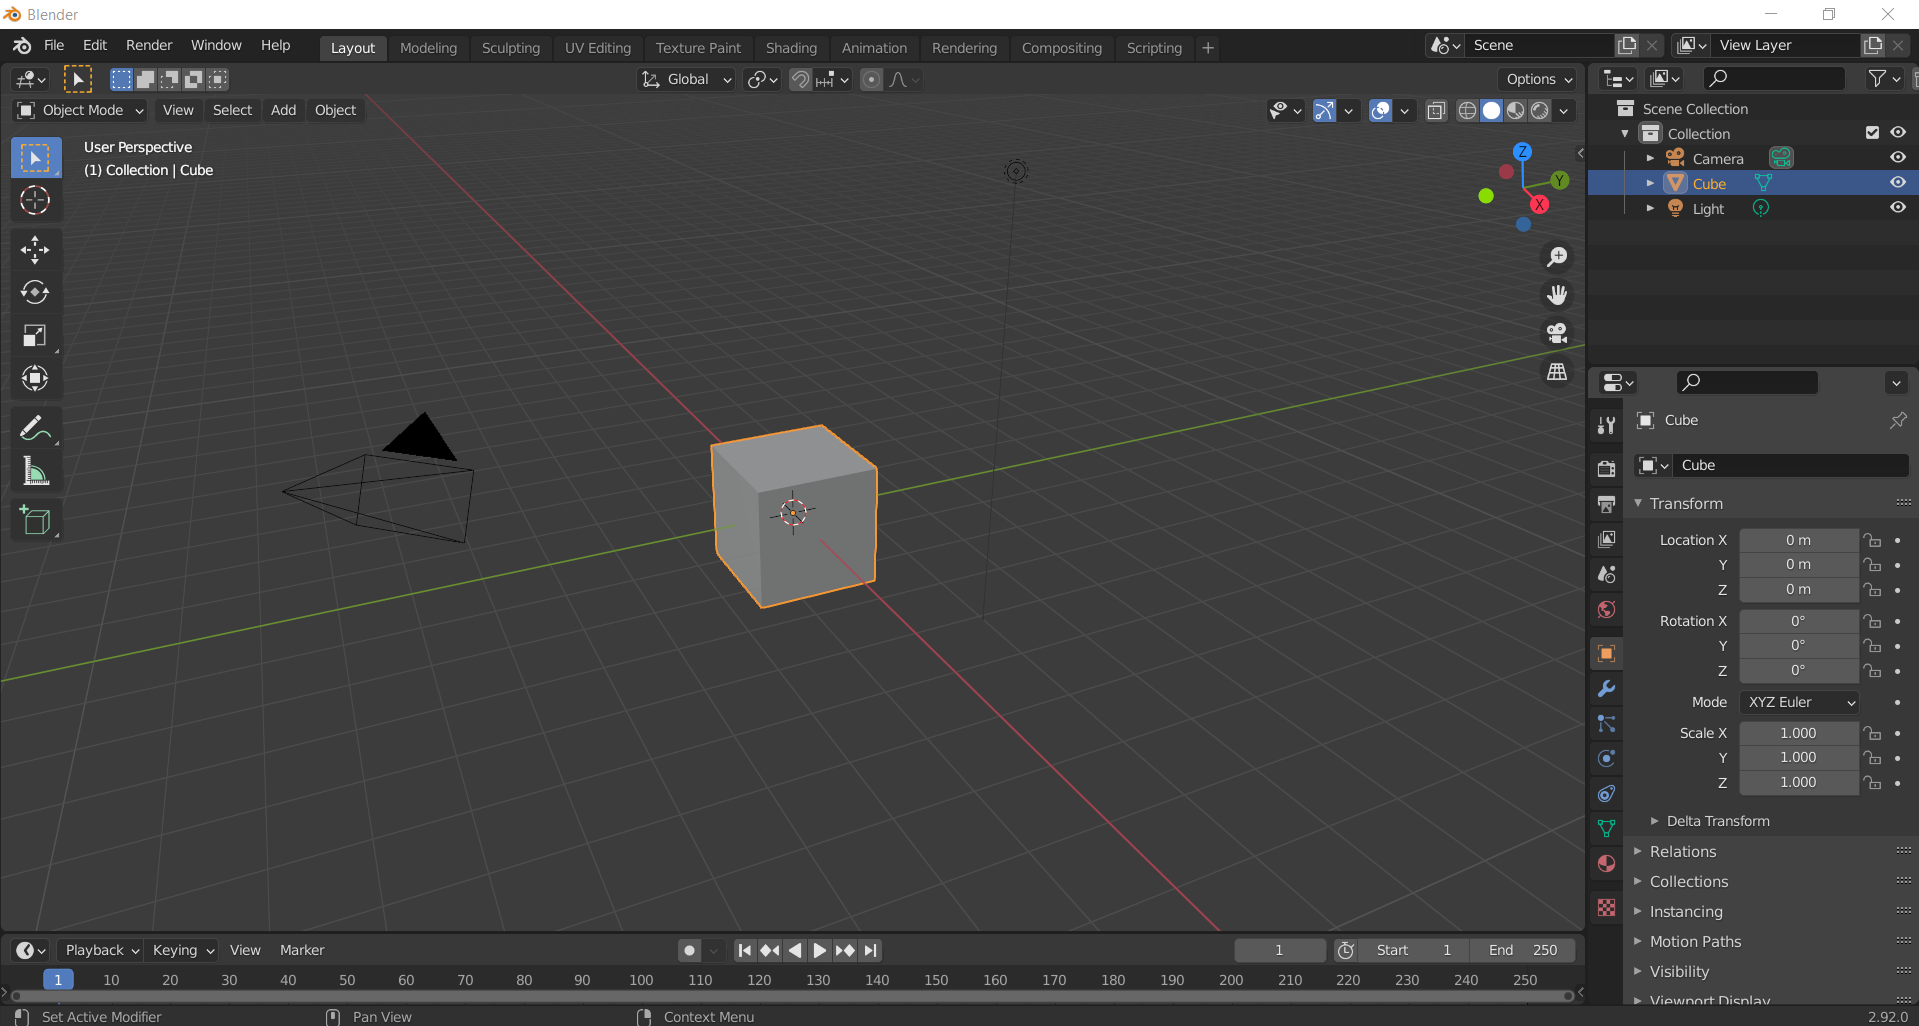 Blender
File Edit Render Window Help Layout Modeling Sculpting UV Editing Texture Paint Shading Animation Rendering Compositing Scripting + Scene View Layer
Global Options
Object Mode View Select Add Object
User Perspective
(1) Collection | Cube
Z
Y
X
Scene Collection
Collection
Camera
Cube
Light
Cube
Cube
Transform
Location X 0 m
Y 0 m
Z 0 m
Rotation X 0°
Y 0°
Z 0°
Mode XYZ Euler
Scale X 1.000
Y 1.000
Z 1.000
Delta Transform
Relations
Collections
Instancing
Motion Paths
Visibility
Viewport Display
Playback Keying View Marker 1 Start 1 End 250
1 10 20 30 40 50 60 70 80 90 100 110 120 130 140 150 160 170 180 190 200 210 220 230 240 250
Set Active Modifier Pan View Context Menu 2.92.0